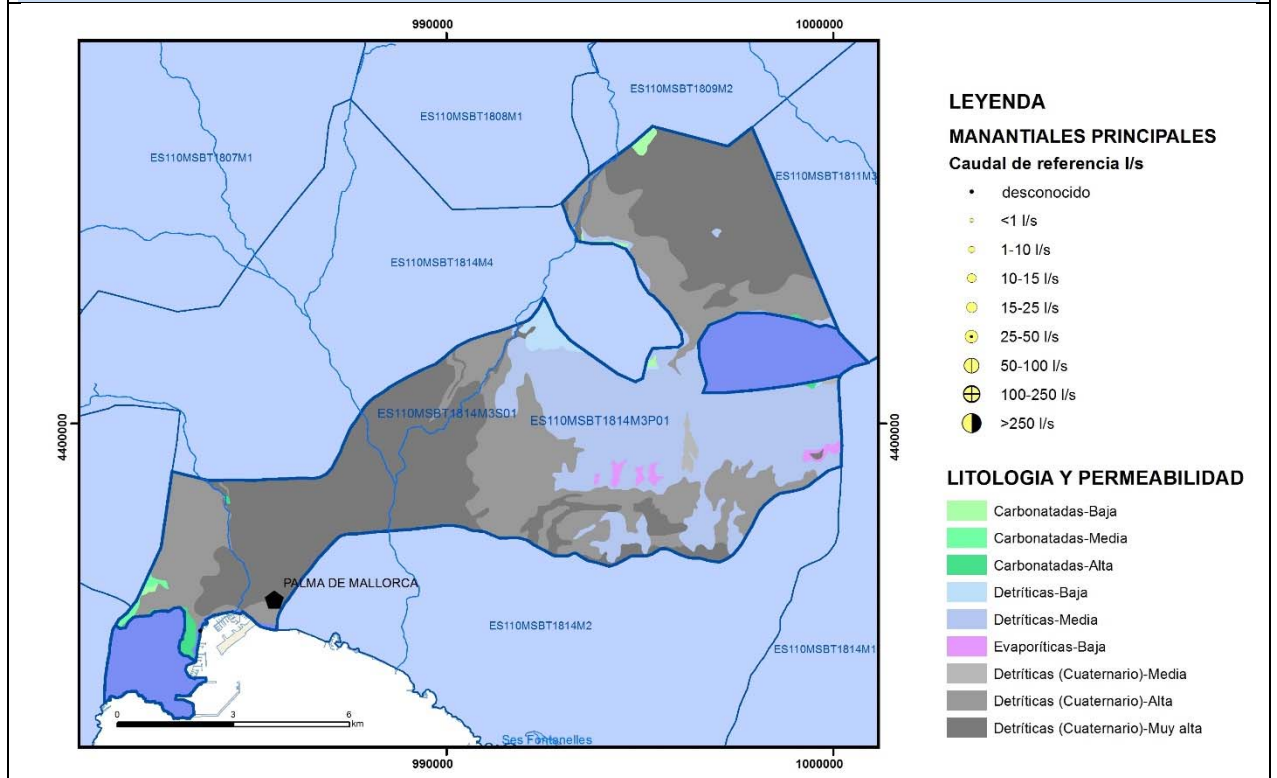 990000
1000000
ES110MSBT1809M2
ES110MSBT1808M1
ES110MSBT1807M1
ES110MSBT1811M3
ES110MSBT1814M4
4400000
4400000
ES110MSBT1814M3S01
ES110MSBT1814M3P01
PALMA DE MALLORCA
ES110MSBT1814M2
ES110MSBT1814M1
0 3 6
km
Ses Fontanelles
990000
1000000
LEYENDA
MANANTIALES PRINCIPALES
Caudal de referencia l/s
desconocido
<1 l/s
1-10 l/s
10-15 l/s
15-25 l/s
25-50 l/s
50-100 l/s
100-250 l/s
>250 l/s
LITOLOGIA Y PERMEABILIDAD
Carbonatadas-Baja
Carbonatadas-Media
Carbonatadas-Alta
Detríticas-Baja
Detríticas-Media
Evaporíticas-Baja
Detríticas (Cuaternario)-Media
Detríticas (Cuaternario)-Alta
Detríticas (Cuaternario)-Muy alta